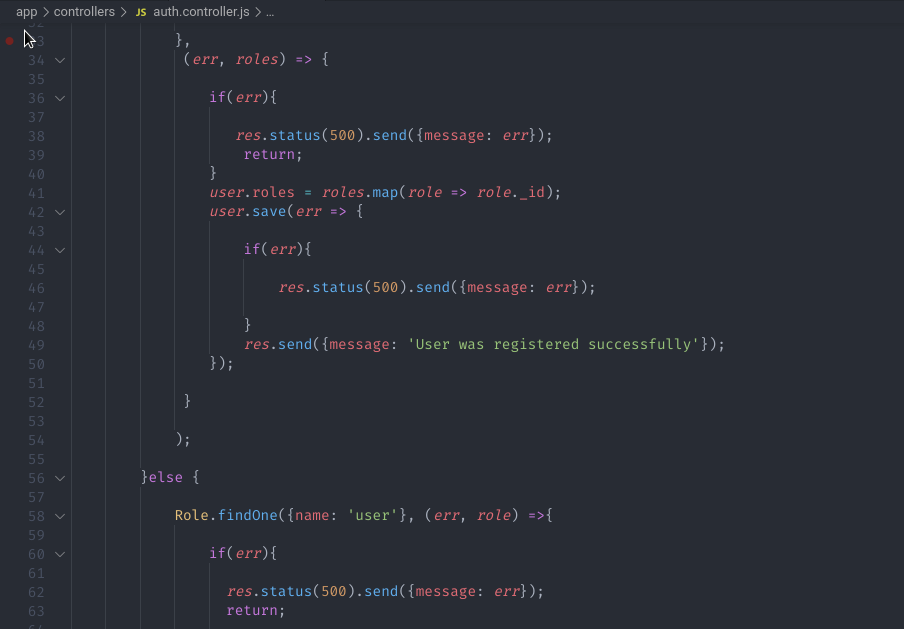 app > controllers > JS auth.controller.js > ...
33 },
34 (err, roles) => {
35
36 if(err){
37
38 res.status(500).send({message: err});
39 return;
40 }
41 user.roles = roles.map(role => role._id);
42 user.save(err => {
43
44 if(err){
45
46 res.status(500).send({message: err});
47
48 }
49 res.send({message: 'User was registered successfully'});
50 });
51
52 }
53
54 );
55
56 }else {
57
58 Role.findOne({name: 'user'}, (err, role) =>{
59
60 if(err){
61
62 res.status(500).send({message: err});
63 return;